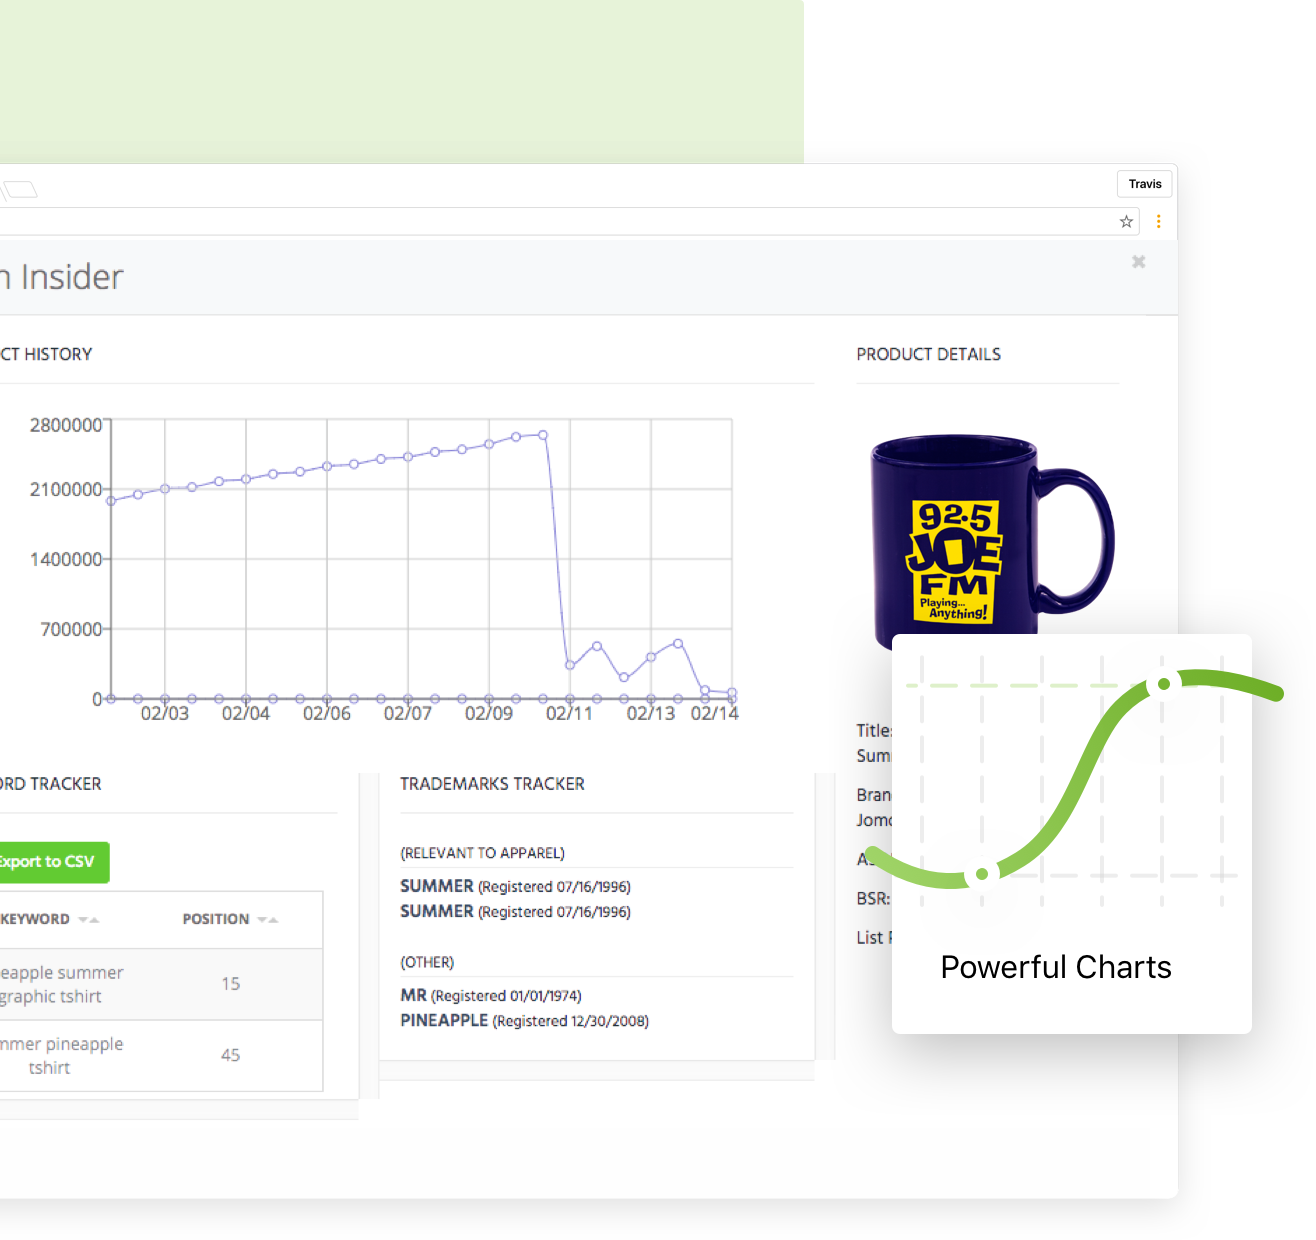 Travis
n Insider
CT HISTORY
PRODUCT DETAILS
2800000
2100000
1400000
700000
0
02/03 02/04 02/06 02/07 02/09 02/11 02/13 02/14
92.5
JOE
FM
Playing...
Anything!
Title:
Sum
Bran
Jomo
AS
BSR:
List P
ORD TRACKER
Export to CSV
KEYWORD POSITION
eapple summer
graphic tshirt
15
nmer pineapple
tshirt
45
TRADEMARKS TRACKER
(RELEVANT TO APPAREL)
SUMMER (Registered 07/16/1996)
SUMMER (Registered 07/16/1996)
(OTHER)
MR (Registered 01/01/1974)
PINEAPPLE (Registered 12/30/2008)
Powerful Charts